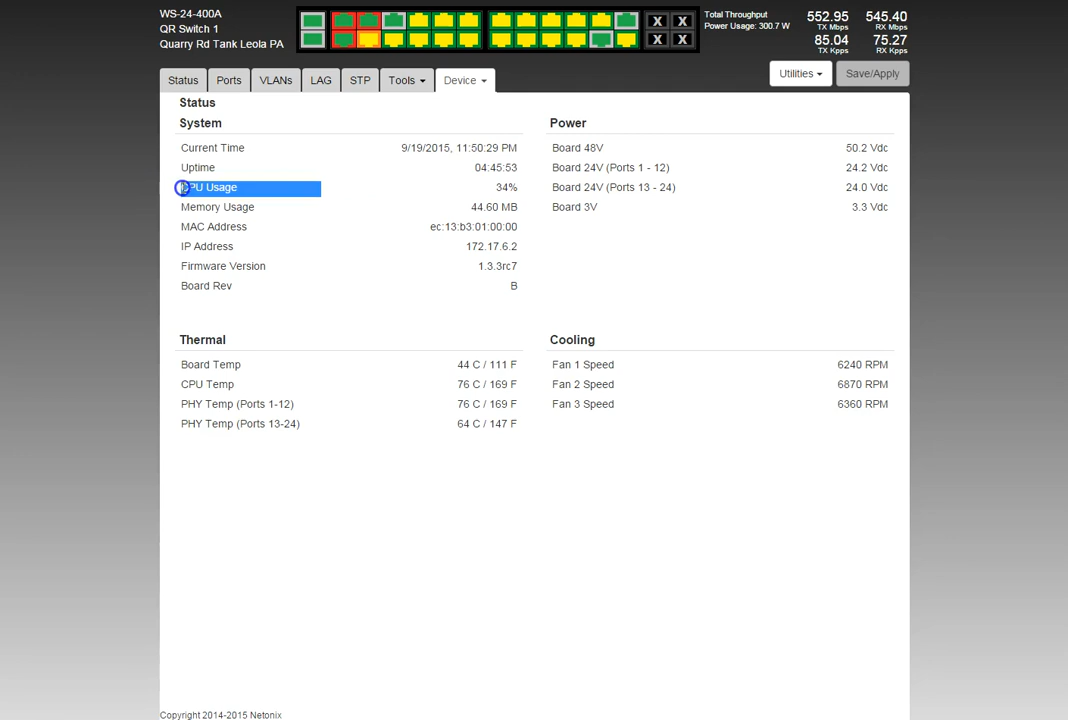 WS-24-400A
QR Switch 1
Quarry Rd Tank Leola PA
X X
X X
Total Throughput
Power Usage: 300.7 W
552.95 545.40
TX Mbps RX Mbps
85.04 75.27
TX Kpps RX Kpps
Status Ports VLANs LAG STP Tools Device
Utilities Save/Apply
Status
System
Current Time 9/19/2015, 11:50:29 PM
Uptime 04:45:53
CPU Usage 34%
Memory Usage 44.60 MB
MAC Address ec:13:b3:01:00:00
IP Address 172.17.6.2
Firmware Version 1.3.3rc7
Board Rev B
Power
Board 48V 50.2 Vdc
Board 24V (Ports 1 - 12) 24.2 Vdc
Board 24V (Ports 13 - 24) 24.0 Vdc
Board 3V 3.3 Vdc
Thermal
Board Temp 44 C / 111 F
CPU Temp 76 C / 169 F
PHY Temp (Ports 1-12) 76 C / 169 F
PHY Temp (Ports 13-24) 64 C / 147 F
Cooling
Fan 1 Speed 6240 RPM
Fan 2 Speed 6870 RPM
Fan 3 Speed 6360 RPM
Copyright 2014-2015 Netonix